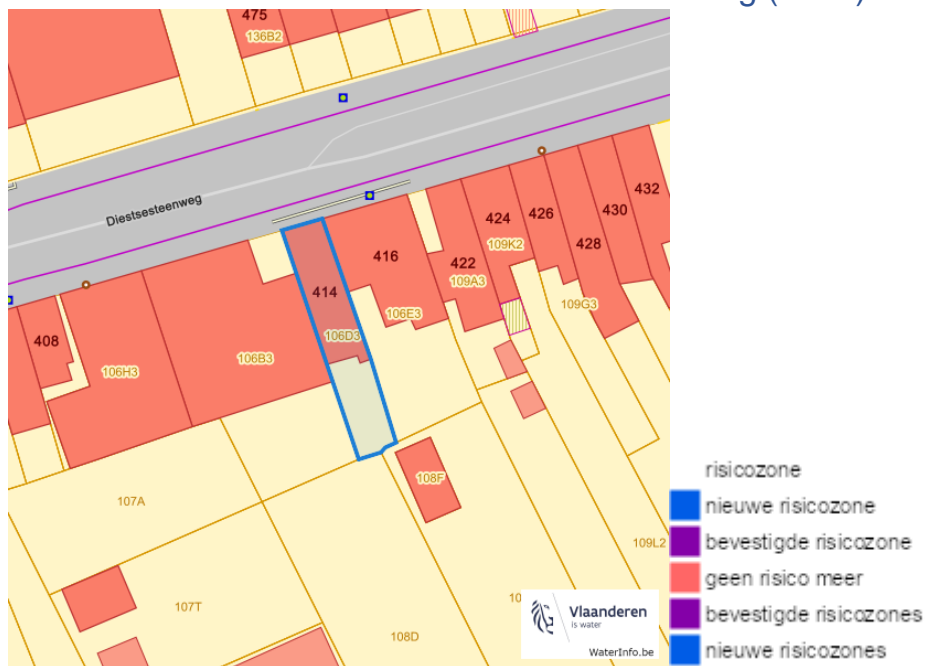 475
136B2
Diestsesteenweg
432
430
426
424
109K2
428
416
422
109A3
414
109G3
106E3
106D3
408
106B3
106H3
108F
107A
109L2
107T
108D
Vlaanderen
is water
WaterInfo.be
risicozone
nieuwe risicozone
bevestigde risicozone
geen risico meer
bevestigde risicozones
nieuwe risicozones